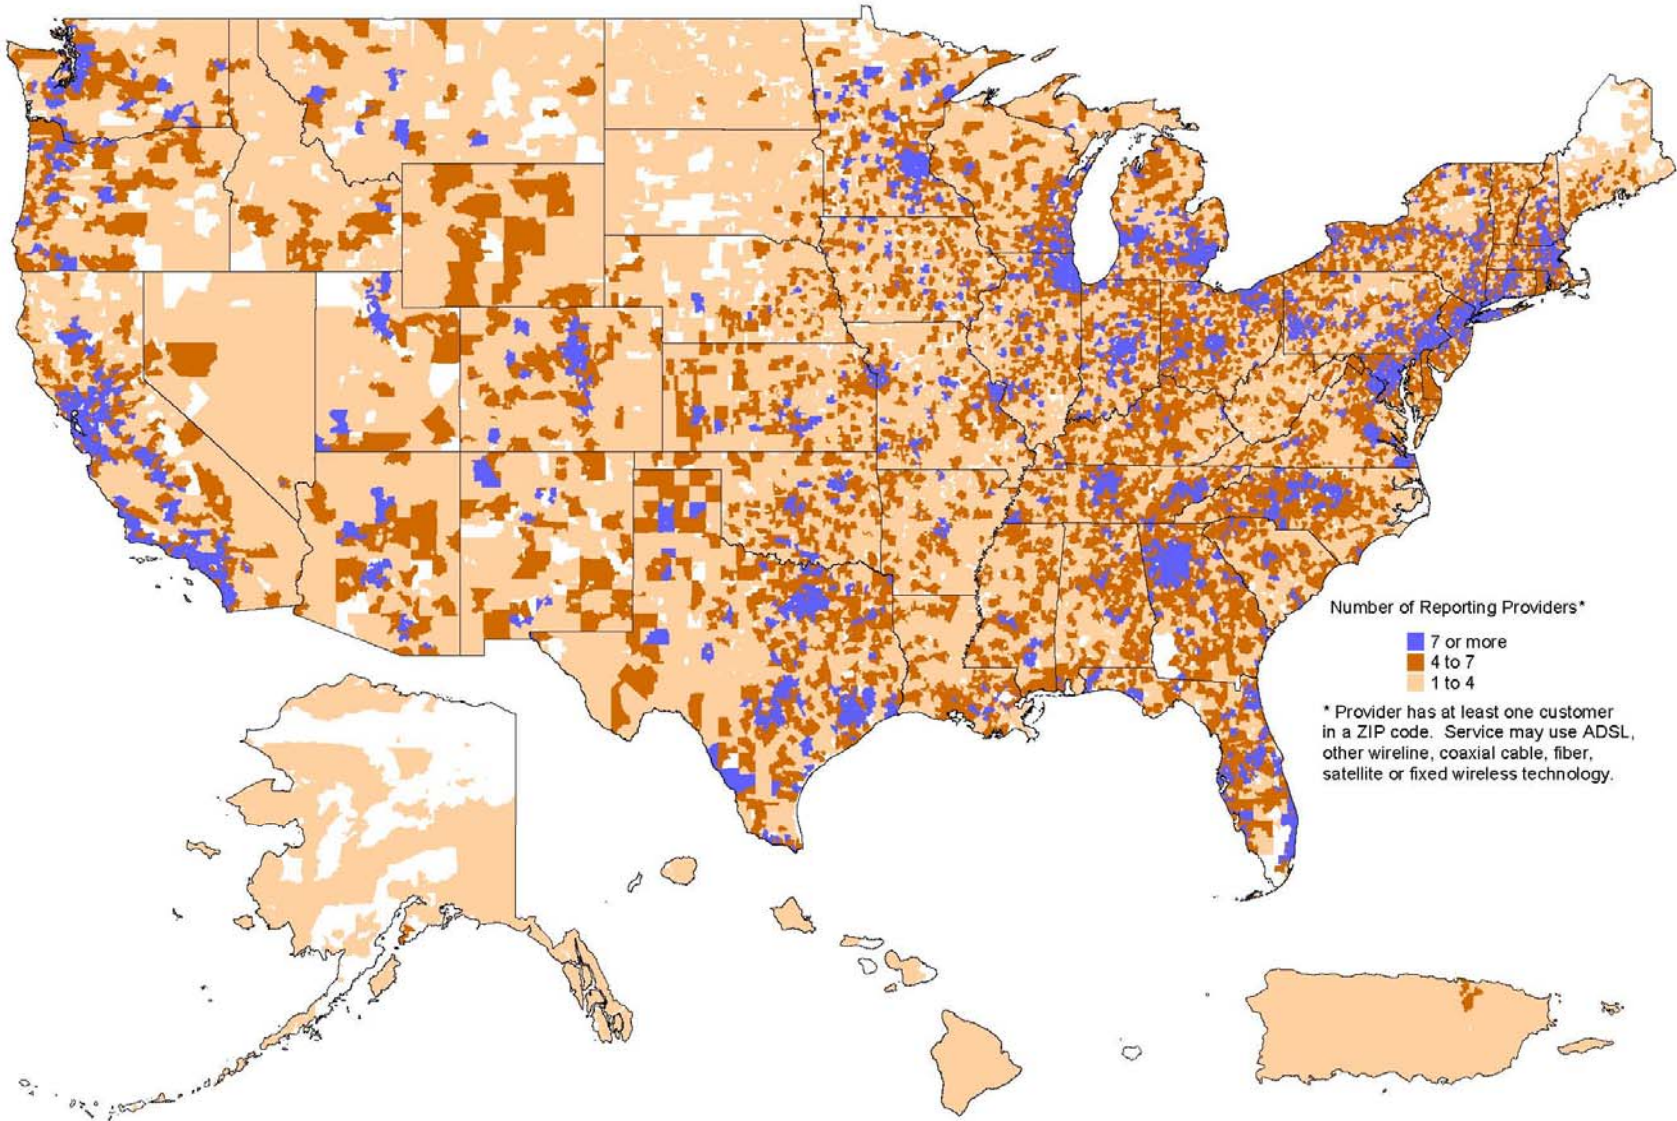 Number of Reporting Providers*
7 or more
4 to 7
1 to 4
* Provider has at least one customer
in a ZIP code. Service may use ADSL,
other wireline, coaxial cable, fiber,
satellite or fixed wireless technology.